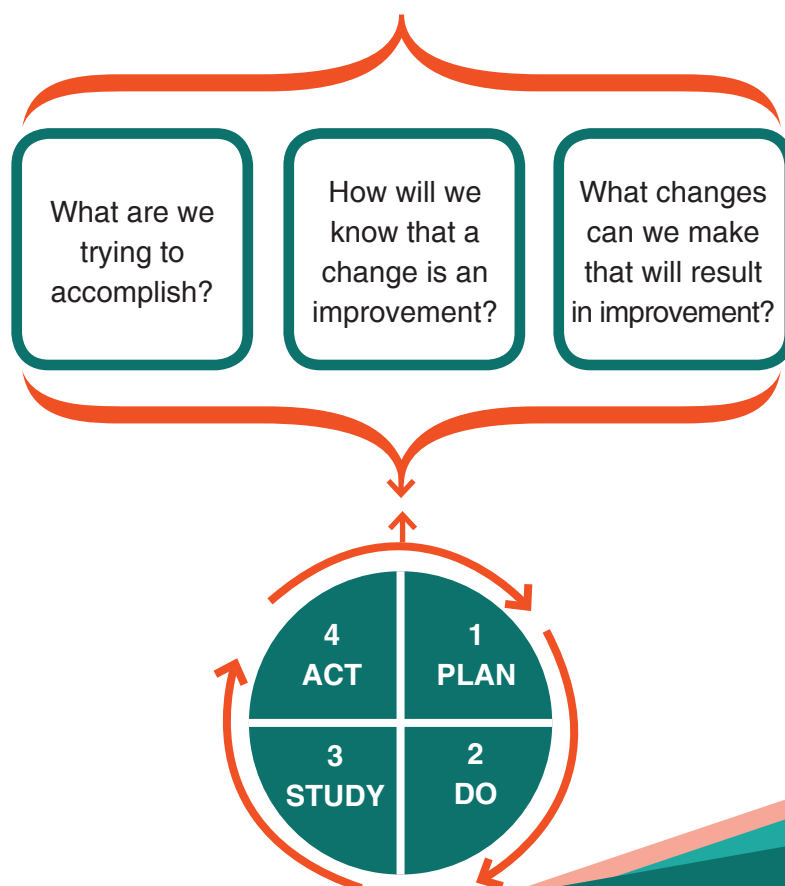 What are we
trying to
accomplish?
How will we
know that a
change is an
improvement?
What changes
can we make
that will result
in improvement?
4
ACT
1
PLAN
3
STUDY
2
DO